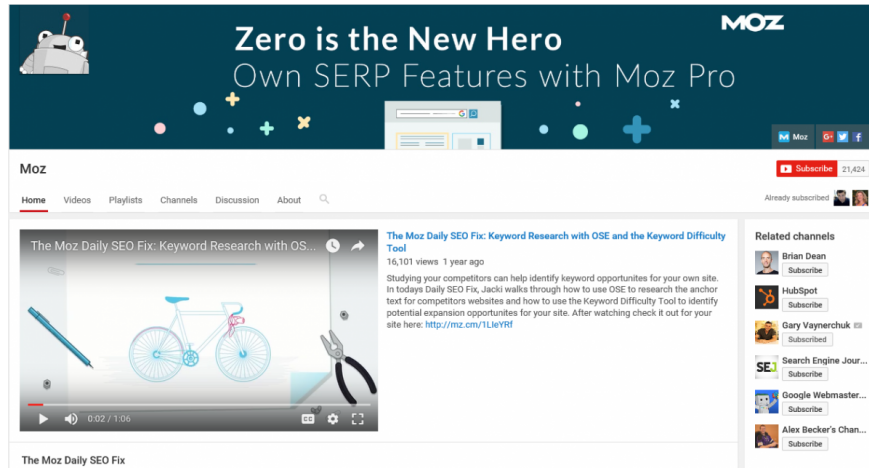 MOZ
Zero is the New Hero
Own SERP Features with Moz Pro
Moz
Moz
Subscribe 21,424
Home Videos Playlists Channels Discussion About
Already subscribed
The Moz Daily SEO Fix: Keyword Research with OS...
0:02 / 1:06
CC
The Moz Daily SEO Fix: Keyword Research with OSE and the Keyword Difficulty
Tool
16,101 views 1 year ago
Studying your competitors can help identify keyword opportunites for your own site.
In todays Daily SEO Fix, Jacki walks through how to use OSE to research the anchor
text for competitors websites and how to use the Keyword Difficulty Tool to identify
potential expansion opportunites for your site. After watching check it out for your
site here: http://mz.cm/1LIeYRf
Related channels
Brian Dean
Subscribe
HubSpot
Subscribe
Gary Vaynerchuk
Subscribed
SEJ
Search Engine Jour...
Subscribe
Google Webmaster...
Subscribe
Alex Becker's Chan...
Subscribe
The Moz Daily SEO Fix